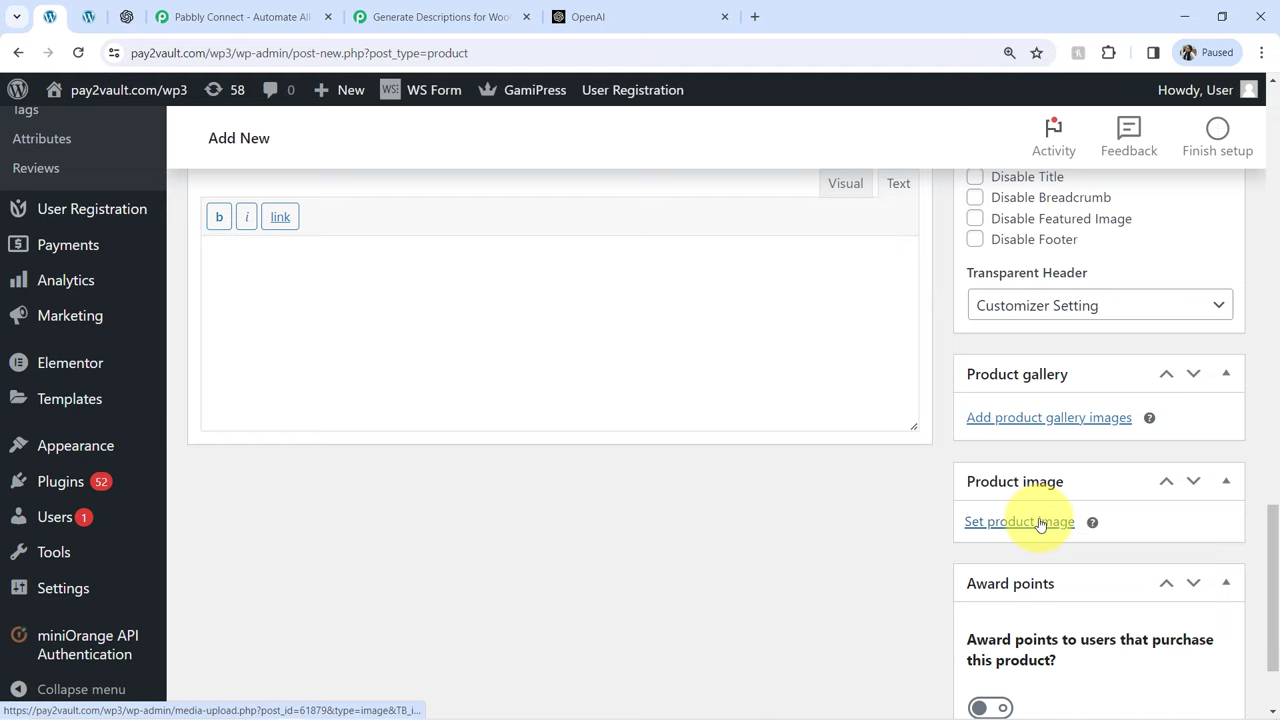 Pabbly Connect - Automate All
Generate Descriptions for Woo
OpenAI
pay2vault.com/wp3/wp-admin/post-new.php?post_type=product
Paused
pay2vault.com/wp3
58
0
New
WS Form
GamiPress
User Registration
Howdy, User
Tags
Attributes
Reviews
User Registration
Payments
Analytics
Marketing
Elementor
Templates
Appearance
Plugins 52
Users 1
Tools
Settings
miniOrange API
Authentication
Collapse menu
Add New
Activity
Feedback
Finish setup
Visual
Text
b
i
link
Disable Title
Disable Breadcrumb
Disable Featured Image
Disable Footer
Transparent Header
Customizer Setting
Product gallery
Add product gallery images
Product image
Set product image
Award points
Award points to users that purchase
this product?
https://pay2vault.com/wp3/wp-admin/media-upload.php?post_id=61879&type=image&TB_i...